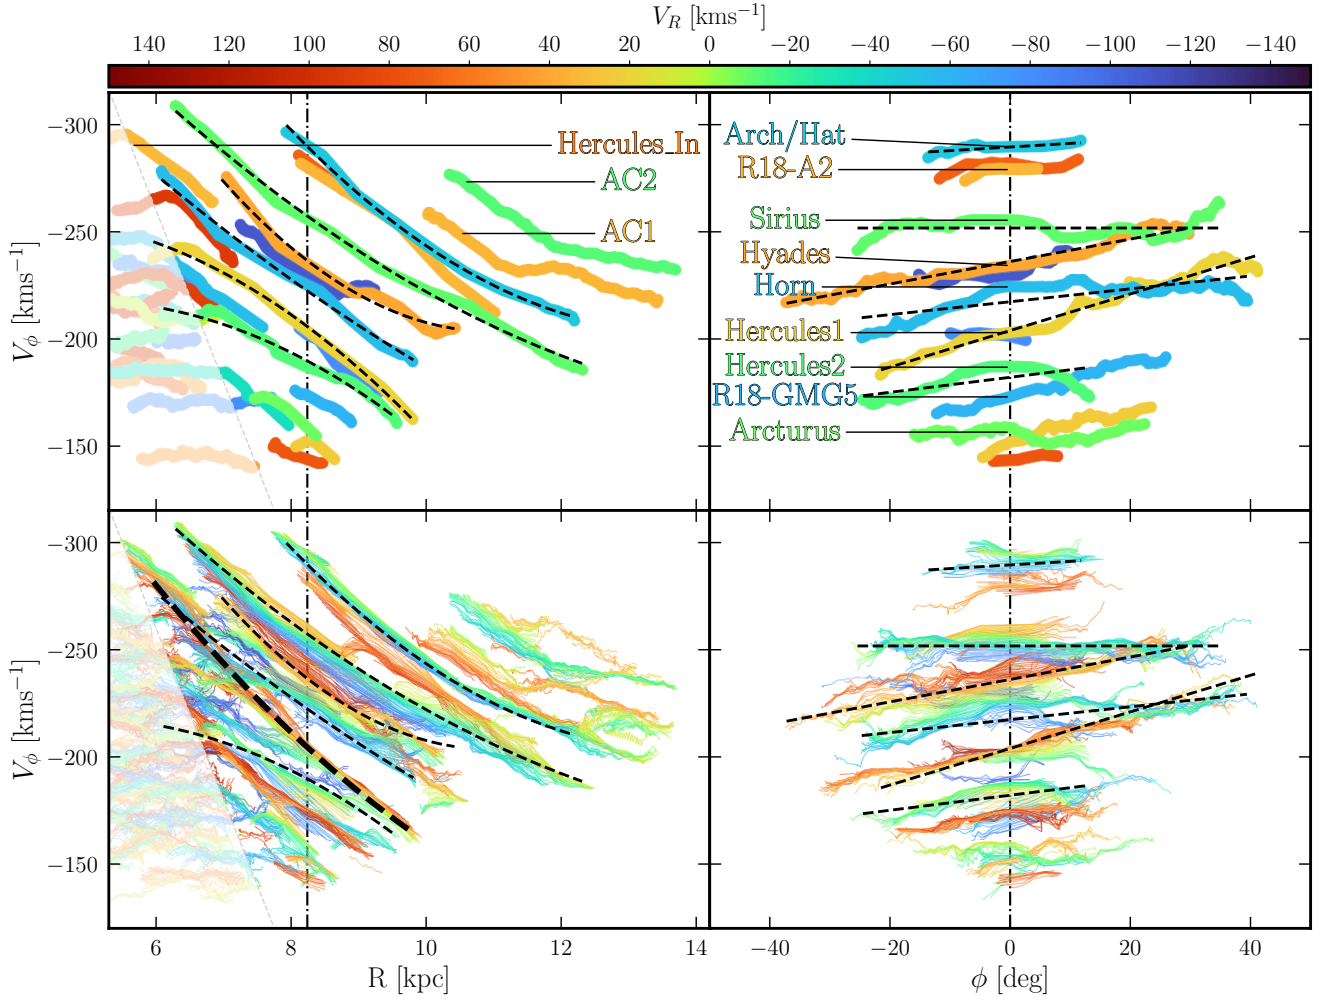 V_R [kms⁻¹]
140 120 100 80 60 40 20 0 −20 −40 −60 −80 −100 −120 −140
−300
−250
−200
−150
V_ϕ [kms⁻¹]
Hercules_In
AC2
AC1
Arch/Hat
R18-A2
Sirius
Hyades
Horn
Hercules1
Hercules2
R18-GMG5
Arcturus
−300
−250
−200
−150
V_ϕ [kms⁻¹]
6 8 10 12 14
R [kpc]
−40 −20 0 20 40
ϕ [deg]